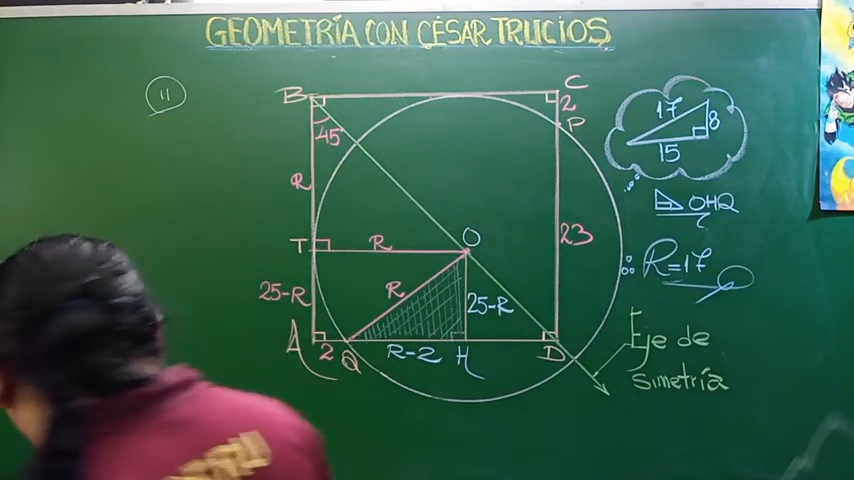 GEOMETRÍA CON CÉSAR TRUCIOS
11
B
C
2
P
45°
R
T
R
O
23
25-R
R
25-R
A
2
Q
R-2
H
D
17
8
15
OHQ
∴ R=17
Eje de
simetría